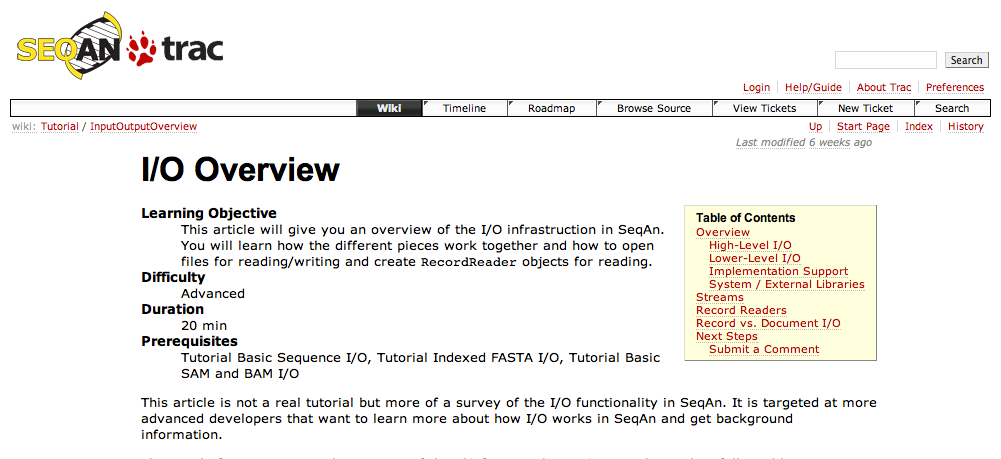 SEQAN trac
Search
Login Help/Guide About Trac Preferences
Wiki Timeline Roadmap Browse Source View Tickets New Ticket Search
wiki: Tutorial / InputOutputOverview Up Start Page Index History
Last modified 6 weeks ago
I/O Overview
Learning Objective
This article will give you an overview of the I/O infrastruction in SeqAn.
You will learn how the different pieces work together and how to open
files for reading/writing and create RecordReader objects for reading.
Difficulty
Advanced
Duration
20 min
Prerequisites
Tutorial Basic Sequence I/O, Tutorial Indexed FASTA I/O, Tutorial Basic
SAM and BAM I/O
Table of Contents
Overview
High-Level I/O
Lower-Level I/O
Implementation Support
System / External Libraries
Streams
Record Readers
Record vs. Document I/O
Next Steps
Submit a Comment
This article is not a real tutorial but more of a survey of the I/O functionality in SeqAn. It is targeted at more
advanced developers that want to learn more about how I/O works in SeqAn and get background
information.